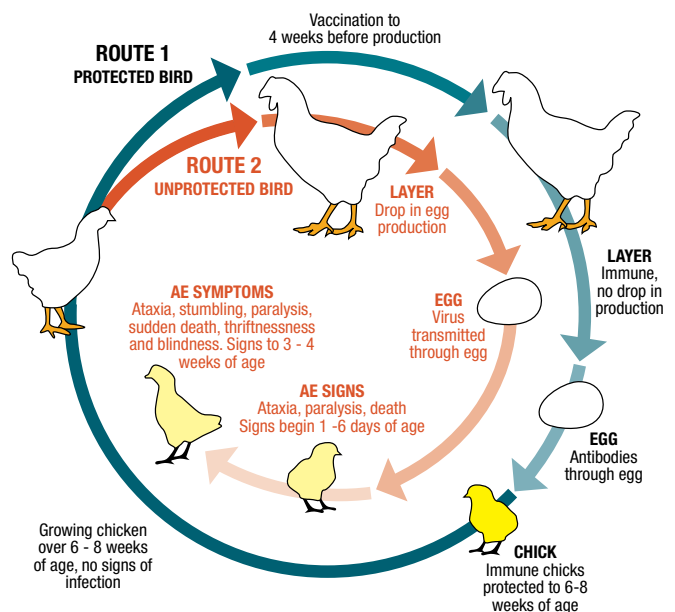 Vaccination to
4 weeks before production
ROUTE 1
PROTECTED BIRD
ROUTE 2
UNPROTECTED BIRD
LAYER
Drop in egg
production
LAYER
Immune,
no drop in
production
EGG
Virus
transmitted
through egg
AE SYMPTOMS
Ataxia, stumbling, paralysis,
sudden death, thriftnessness
and blindness. Signs to 3 - 4
weeks of age
AE SIGNS
Ataxia, paralysis, death
Signs begin 1 -6 days of age
EGG
Antibodies
through egg
Growing chicken
over 6 - 8 weeks
of age, no signs of
infection
CHICK
Immune chicks
protected to 6-8
weeks of age